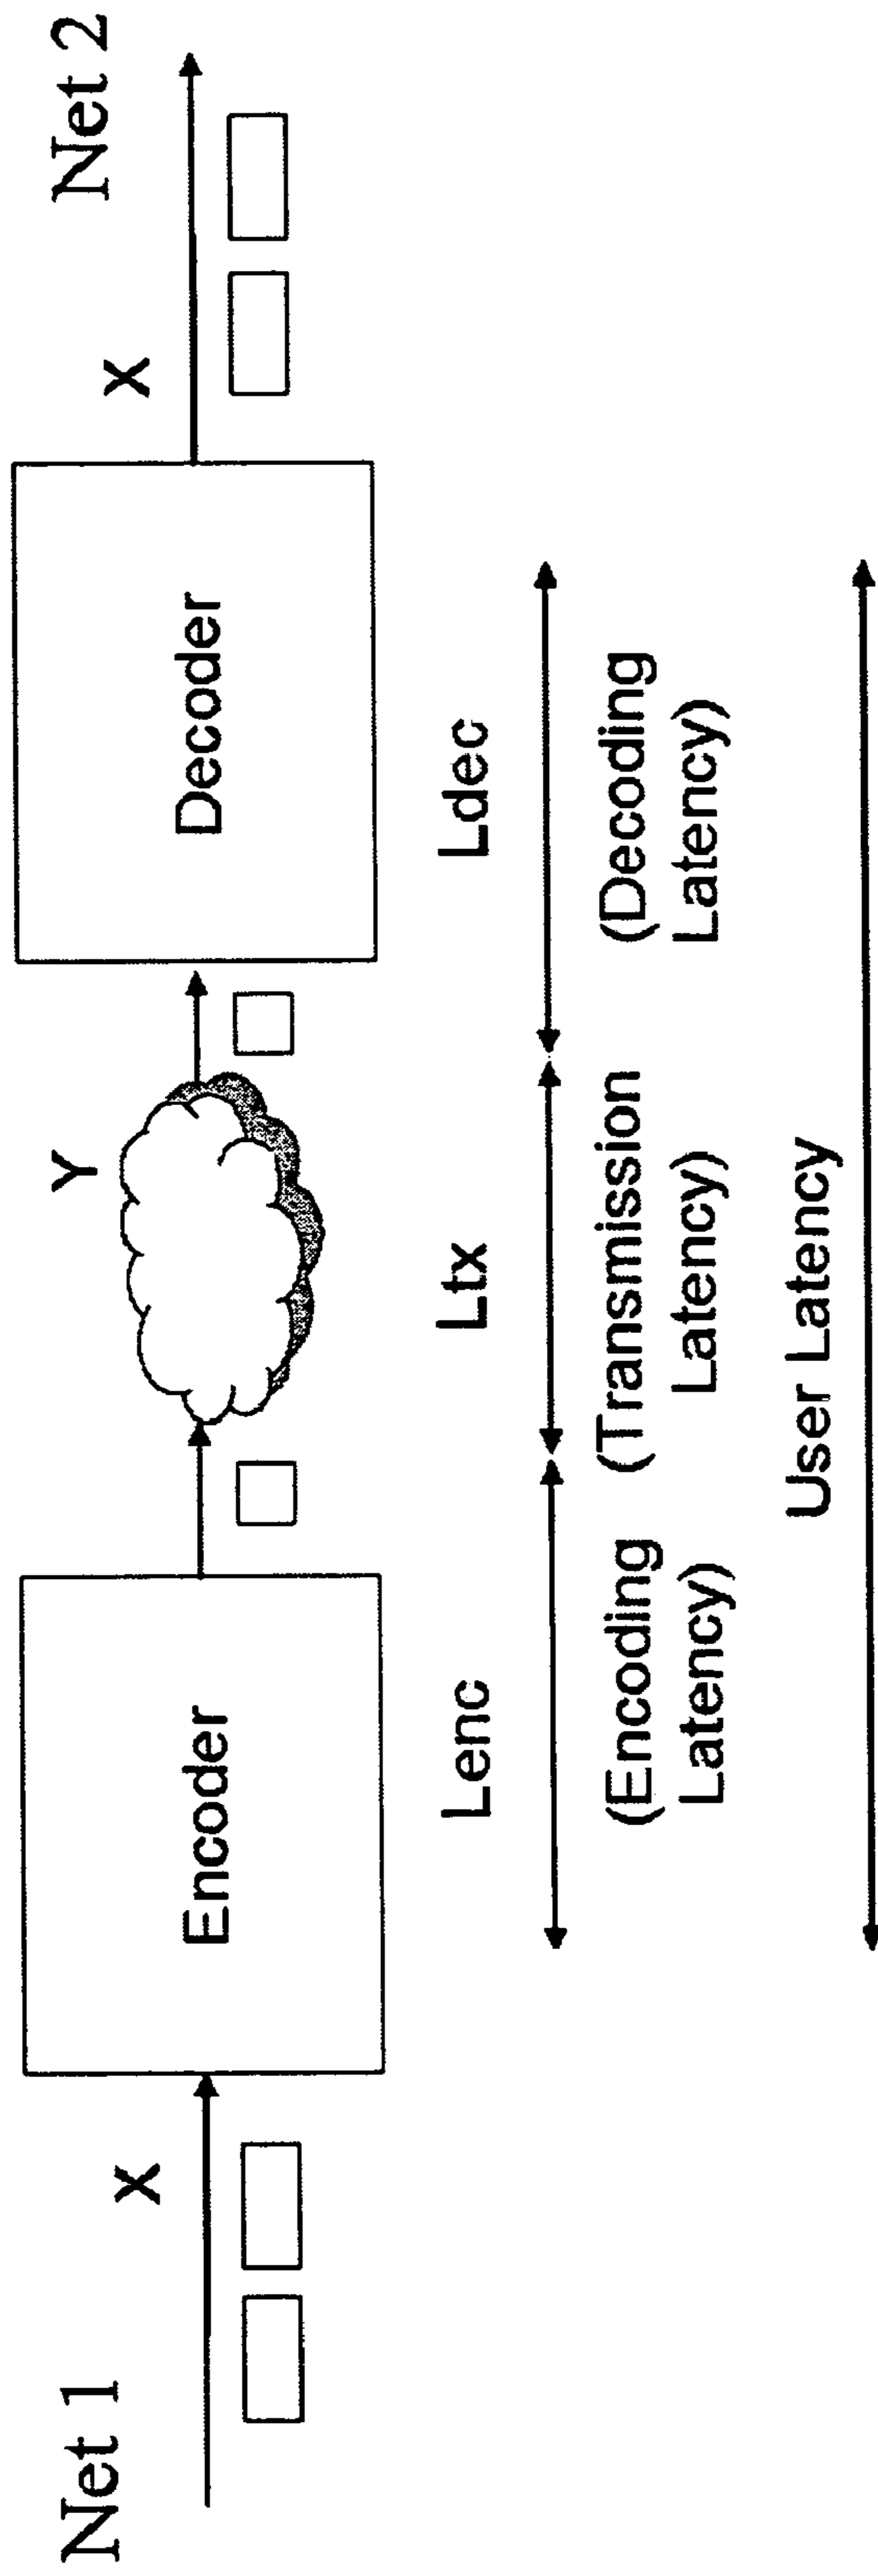 Net 1
X
Encoder
Y
Decoder
X
Net 2
Lenc
Ltx
Ldec
(Encoding
Latency)
(Transmission
Latency)
(Decoding
Latency)
User Latency